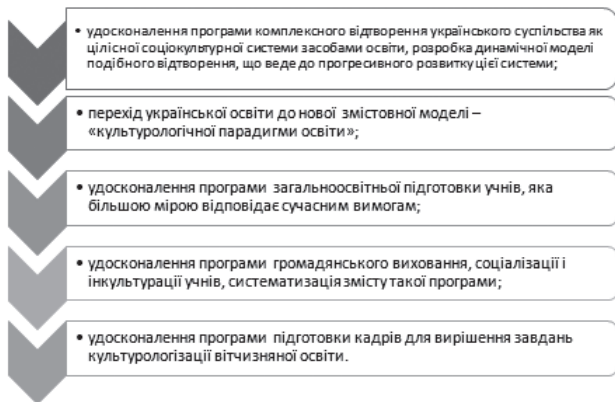 • удосконалення програми комплексного відтворення українського суспільства як
цілісної соціокультурної системи засобами освіти, розробка динамічної моделі
подібного відтворення, що веде до прогресивного розвитку цієї системи;
• перехід української освіти до нової змістовної моделі –
«культурологічної парадигми освіти»;
• удосконалення програми загальноосвітньої підготовки учнів, яка
більшою мірою відповідає сучасним вимогам;
• удосконалення програми громадянського виховання, соціалізації і
інкультурації учнів, систематизація змісту такої програми;
• удосконалення програми підготовки кадрів для вирішення завдань
культурологізації вітчизняної освіти.